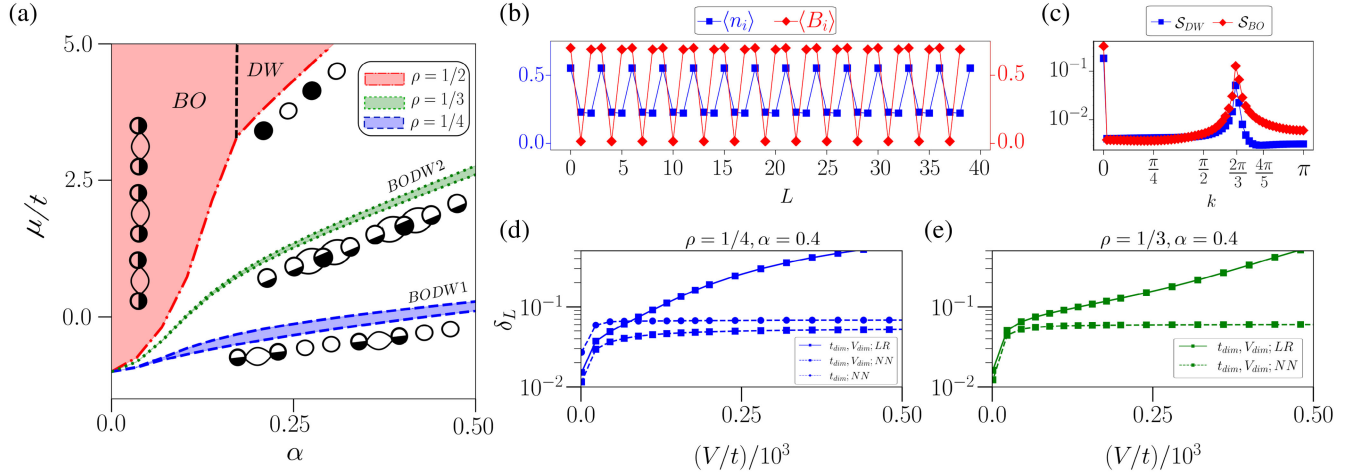 (a)
5.0
2.5
0.0
μ/t
0.0
0.25
0.50
α
BO
DW
ρ = 1/2
ρ = 1/3
ρ = 1/4
BODW2
BODW1
(b)
⟨n_i⟩
⟨B_i⟩
0.5
0.0
0.5
0.0
0 5 10 15 20 25 30 35 40
L
(c)
S_DW
S_BO
10^{-1}
10^{-2}
0 π/4 π/2 2π/3 4π/5 π
k
(d)
ρ = 1/4, α = 0.4
δ_L
10^{-1}
10^{-2}
t_dim, V_dim; LR
t_dim, V_dim; NN
t_dim; NN
0.0 0.25 0.50
(V/t)/10^3
(e)
ρ = 1/3, α = 0.4
10^{-1}
10^{-2}
t_dim, V_dim; LR
t_dim, V_dim; NN
0.0 0.25 0.50
(V/t)/10^3